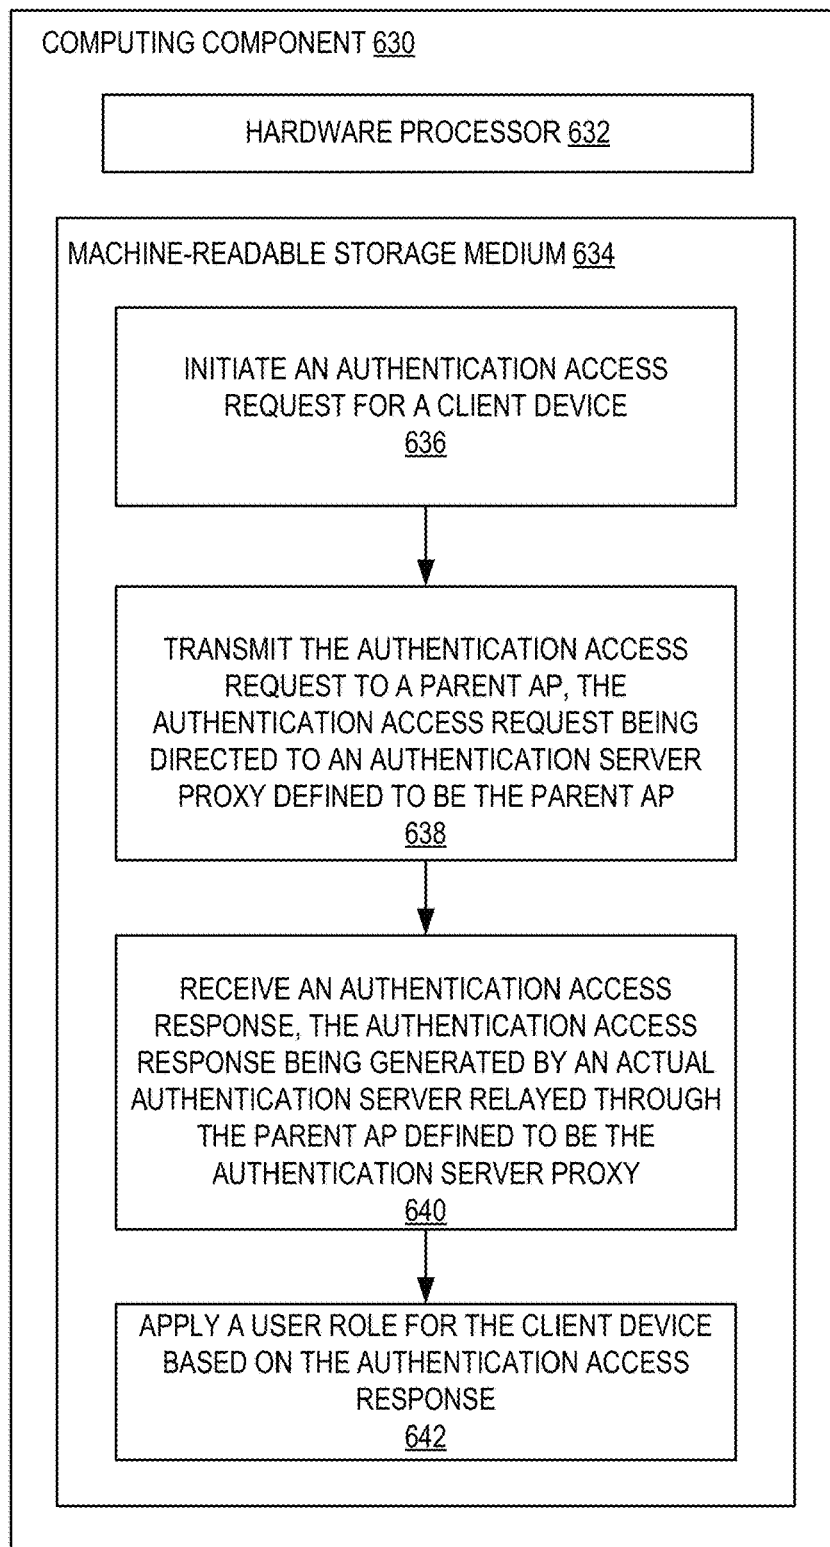 COMPUTING COMPONENT 630
HARDWARE PROCESSOR 632
MACHINE-READABLE STORAGE MEDIUM 634
INITIATE AN AUTHENTICATION ACCESS
REQUEST FOR A CLIENT DEVICE
636
TRANSMIT THE AUTHENTICATION ACCESS
REQUEST TO A PARENT AP, THE
AUTHENTICATION ACCESS REQUEST BEING
DIRECTED TO AN AUTHENTICATION SERVER
PROXY DEFINED TO BE THE PARENT AP
638
RECEIVE AN AUTHENTICATION ACCESS
RESPONSE, THE AUTHENTICATION ACCESS
RESPONSE BEING GENERATED BY AN ACTUAL
AUTHENTICATION SERVER RELAYED THROUGH
THE PARENT AP DEFINED TO BE THE
AUTHENTICATION SERVER PROXY
640
APPLY A USER ROLE FOR THE CLIENT DEVICE
BASED ON THE AUTHENTICATION ACCESS
RESPONSE
642